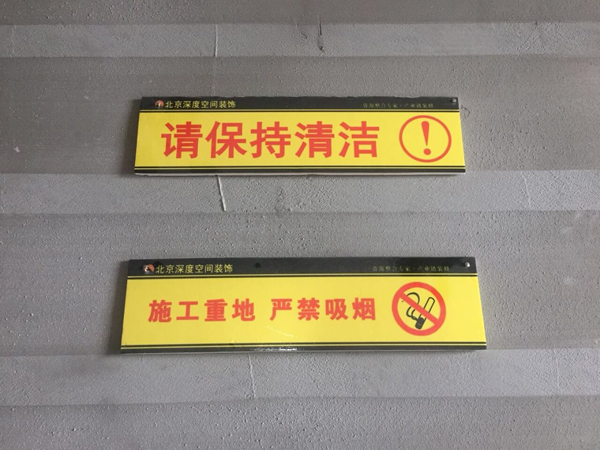 北京深度空间装饰
请保持清洁
北京深度空间装饰
施工重地 严禁吸烟